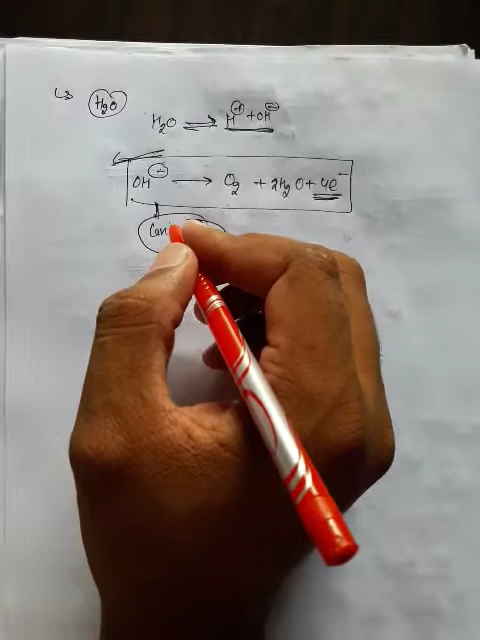 H2O
H2O ⇌ H⊕ + OH⊖
OH⊖ → O2 + 2H2O + 4e⁻